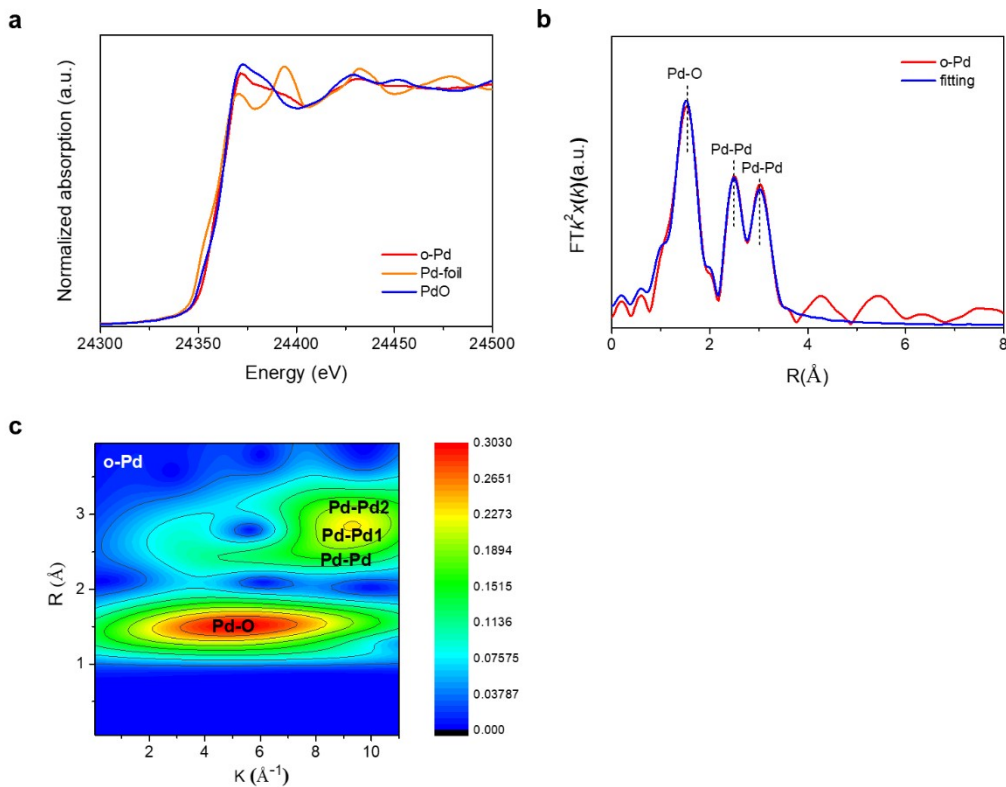 a
Normalized absorption (a.u.)
o-Pd
Pd-foil
PdO
24300 24350 24400 24450 24500
Energy (eV)
b
FTk²x(k)(a.u.)
o-Pd
fitting
Pd-O
Pd-Pd
Pd-Pd
0 2 4 6 8
R(Å)
c
o-Pd
Pd-Pd2
Pd-Pd1
Pd-Pd
Pd-O
R (Å)
3
2
1
2 4 6 8 10
K (Å⁻¹)
0.3030
0.2651
0.2273
0.1894
0.1515
0.1136
0.07575
0.03787
0.000